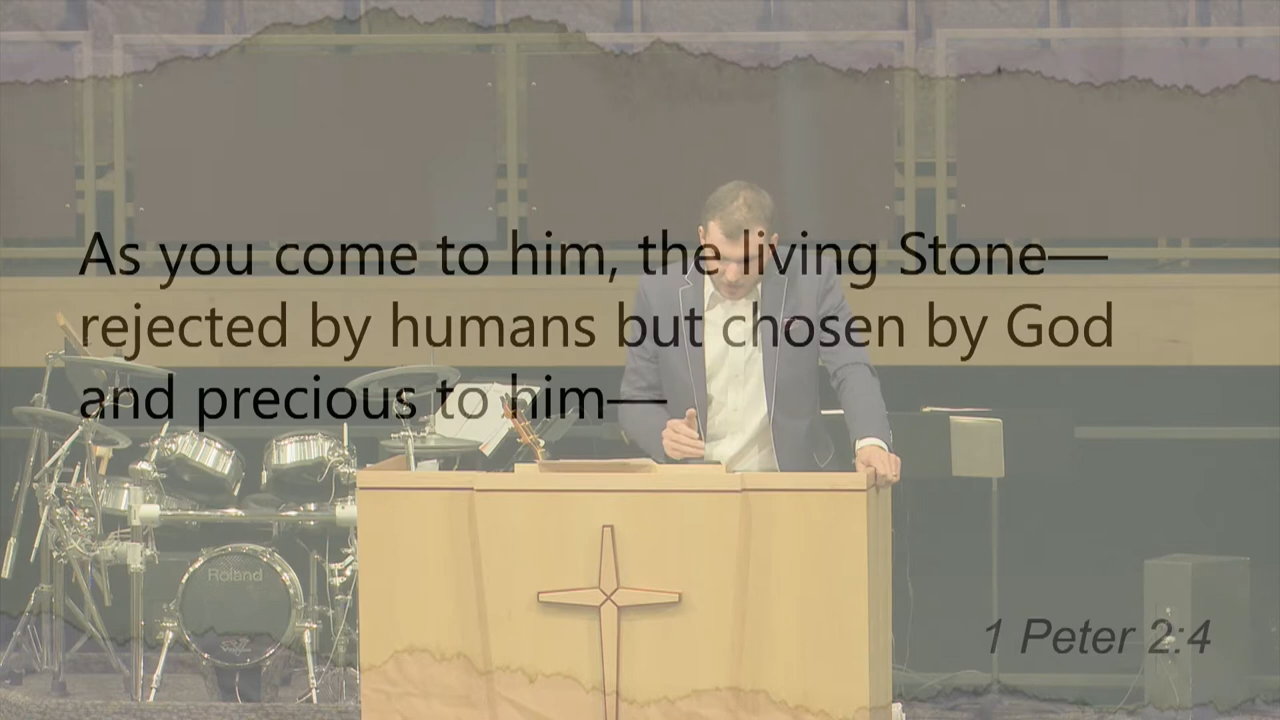 As you come to him, the living Stone—
rejected by humans but chosen by God
and precious to him—
Roland
1 Peter 2:4